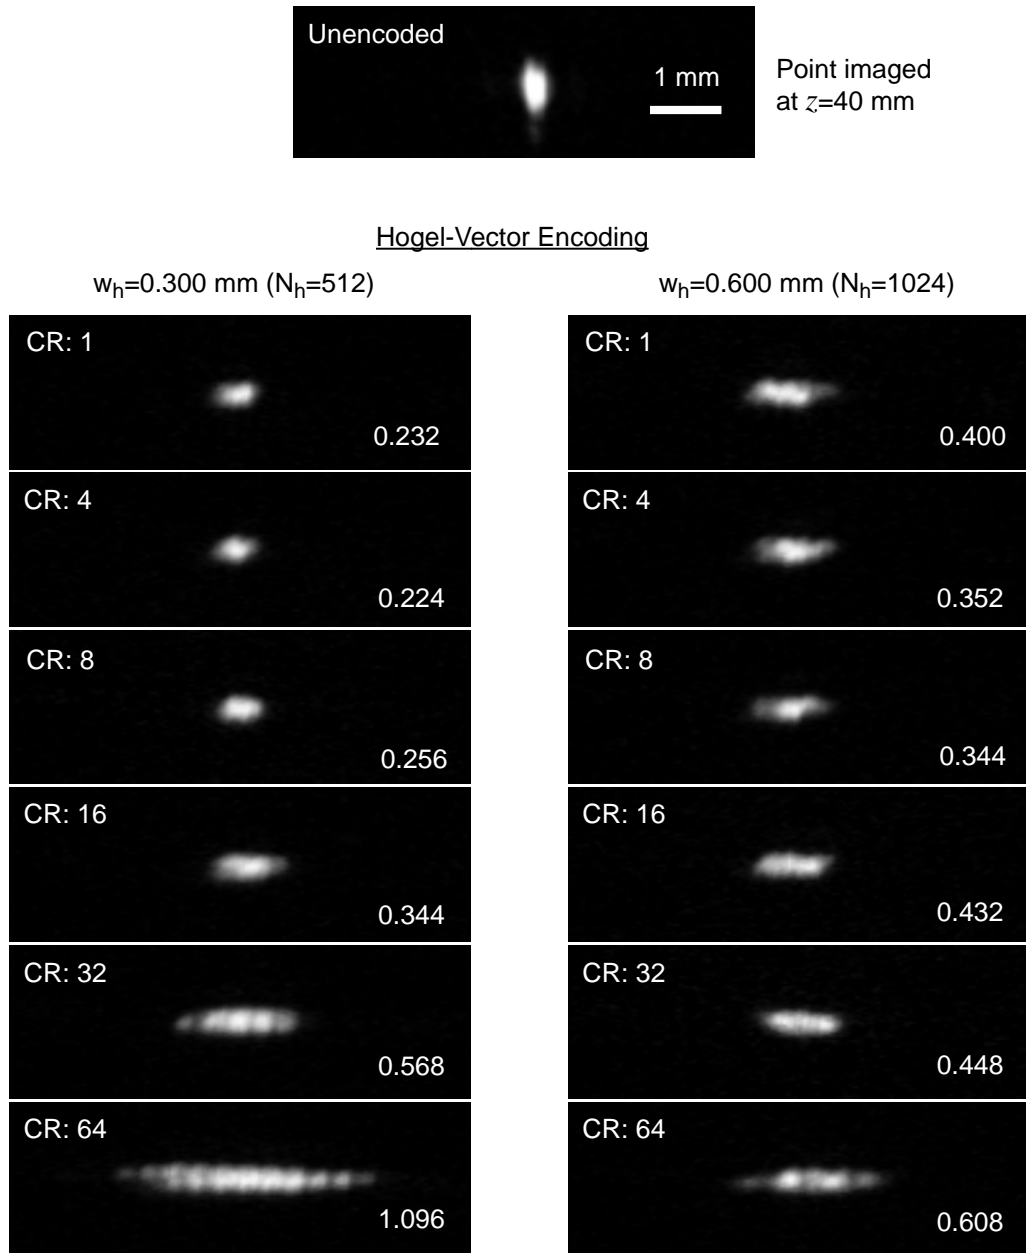 Unencoded
1 mm
Point imaged
at z=40 mm
Hogel-Vector Encoding
w_h=0.300 mm (N_h=512)
w_h=0.600 mm (N_h=1024)
CR: 1
0.232
CR: 4
0.224
CR: 8
0.256
CR: 16
0.344
CR: 32
0.568
CR: 64
1.096
CR: 1
0.400
CR: 4
0.352
CR: 8
0.344
CR: 16
0.432
CR: 32
0.448
CR: 64
0.608